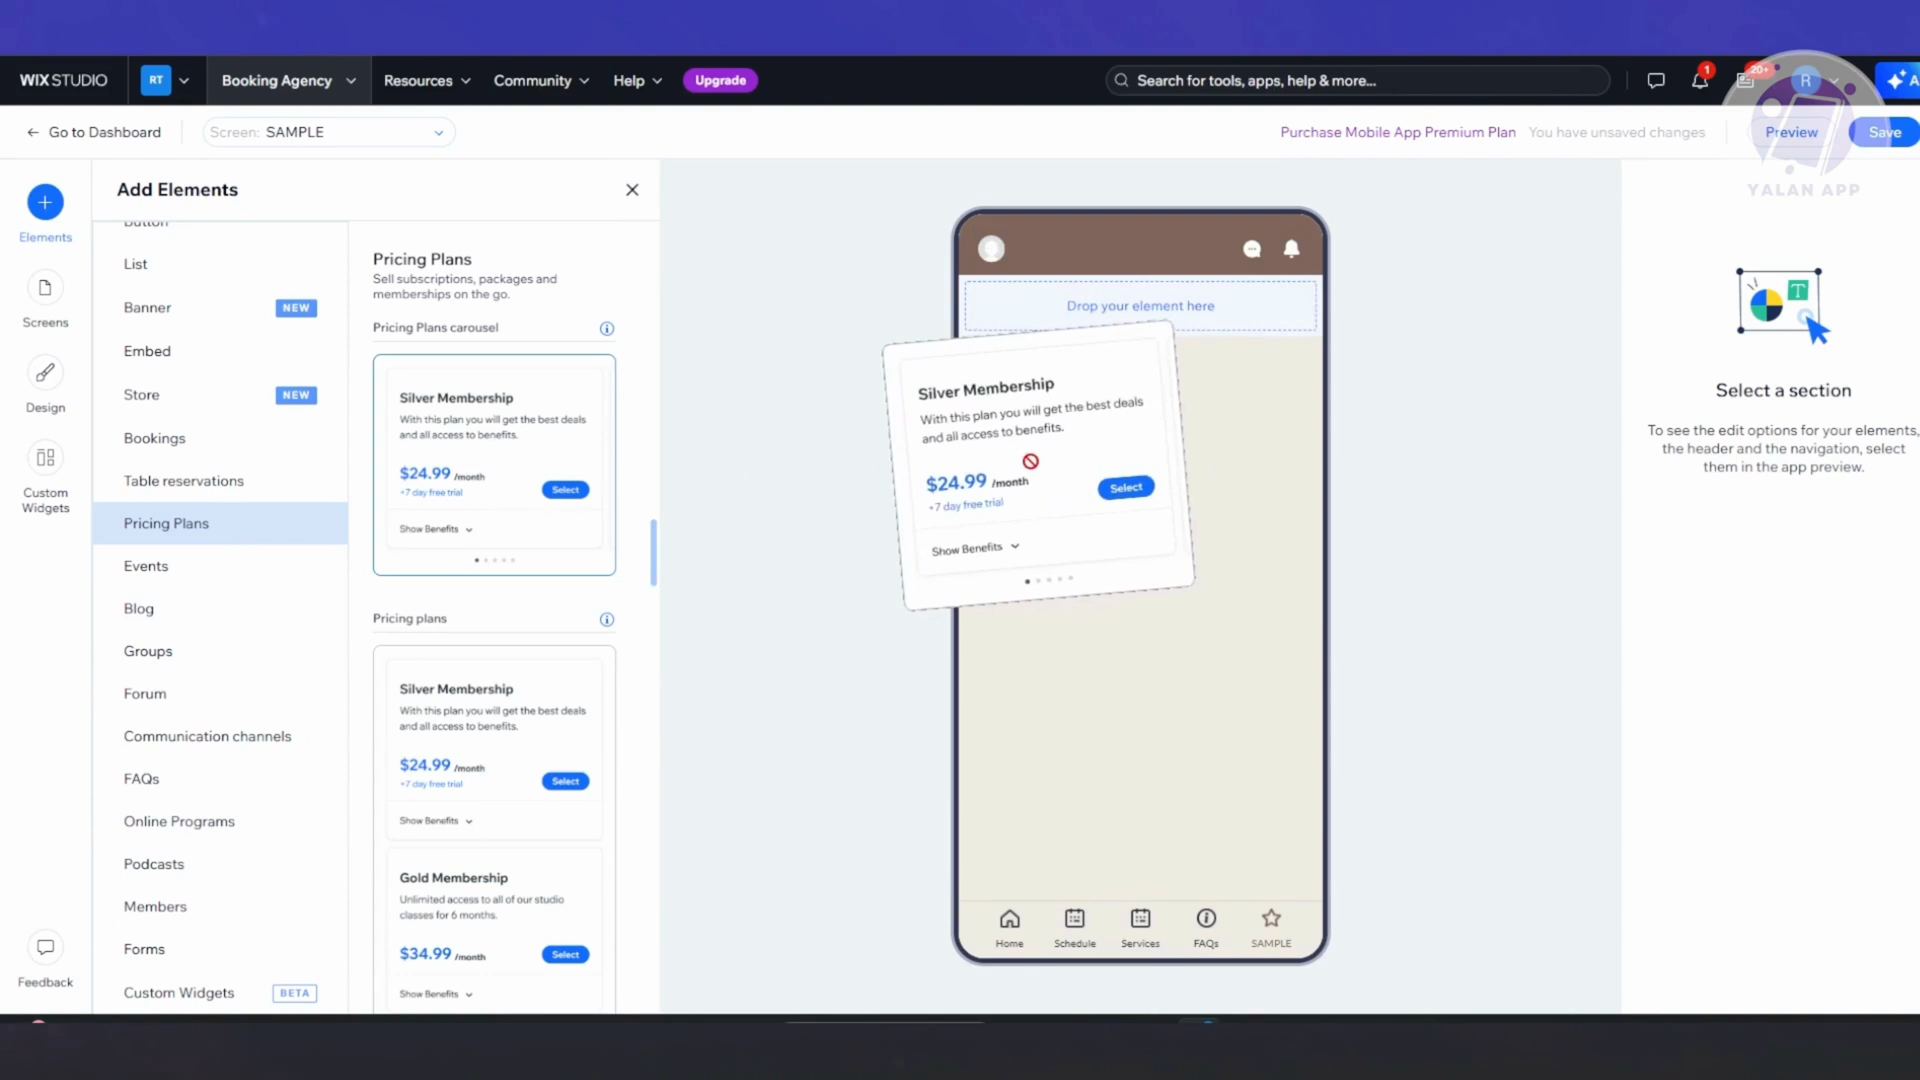 WIX STUDIO
RT
Booking Agency
Resources
Community
Help
Upgrade
Search for tools, apps, help & more...
1
20+
R
A
Go to Dashboard
Screen: SAMPLE
Purchase Mobile App Premium Plan
You have unsaved changes
Preview
Save
YALAN APP
Elements
Screens
Design
Custom
Widgets
Feedback
Add Elements
Button
List
Banner
NEW
Embed
Store
NEW
Bookings
Table reservations
Pricing Plans
Events
Blog
Groups
Forum
Communication channels
FAQs
Online Programs
Podcasts
Members
Forms
Custom Widgets
BETA
Pricing Plans
Sell subscriptions, packages and
memberships on the go.
Pricing Plans carousel
Silver Membership
With this plan you will get the best deals
and all access to benefits.
$24.99 /month
+7 day free trial
Select
Show Benefits
Pricing plans
Silver Membership
With this plan you will get the best deals
and all access to benefits.
$24.99 /month
+7 day free trial
Select
Show Benefits
Gold Membership
Unlimited access to all of our studio
classes for 6 months.
$34.99 /month
Select
Show Benefits
Drop your element here
Silver Membership
With this plan you will get the best deals
and all access to benefits.
$24.99 /month
+7 day free trial
Select
Show Benefits
Home
Schedule
Services
FAQs
SAMPLE
T
Select a section
To see the edit options for your elements,
the header and the navigation, select
them in the app preview.